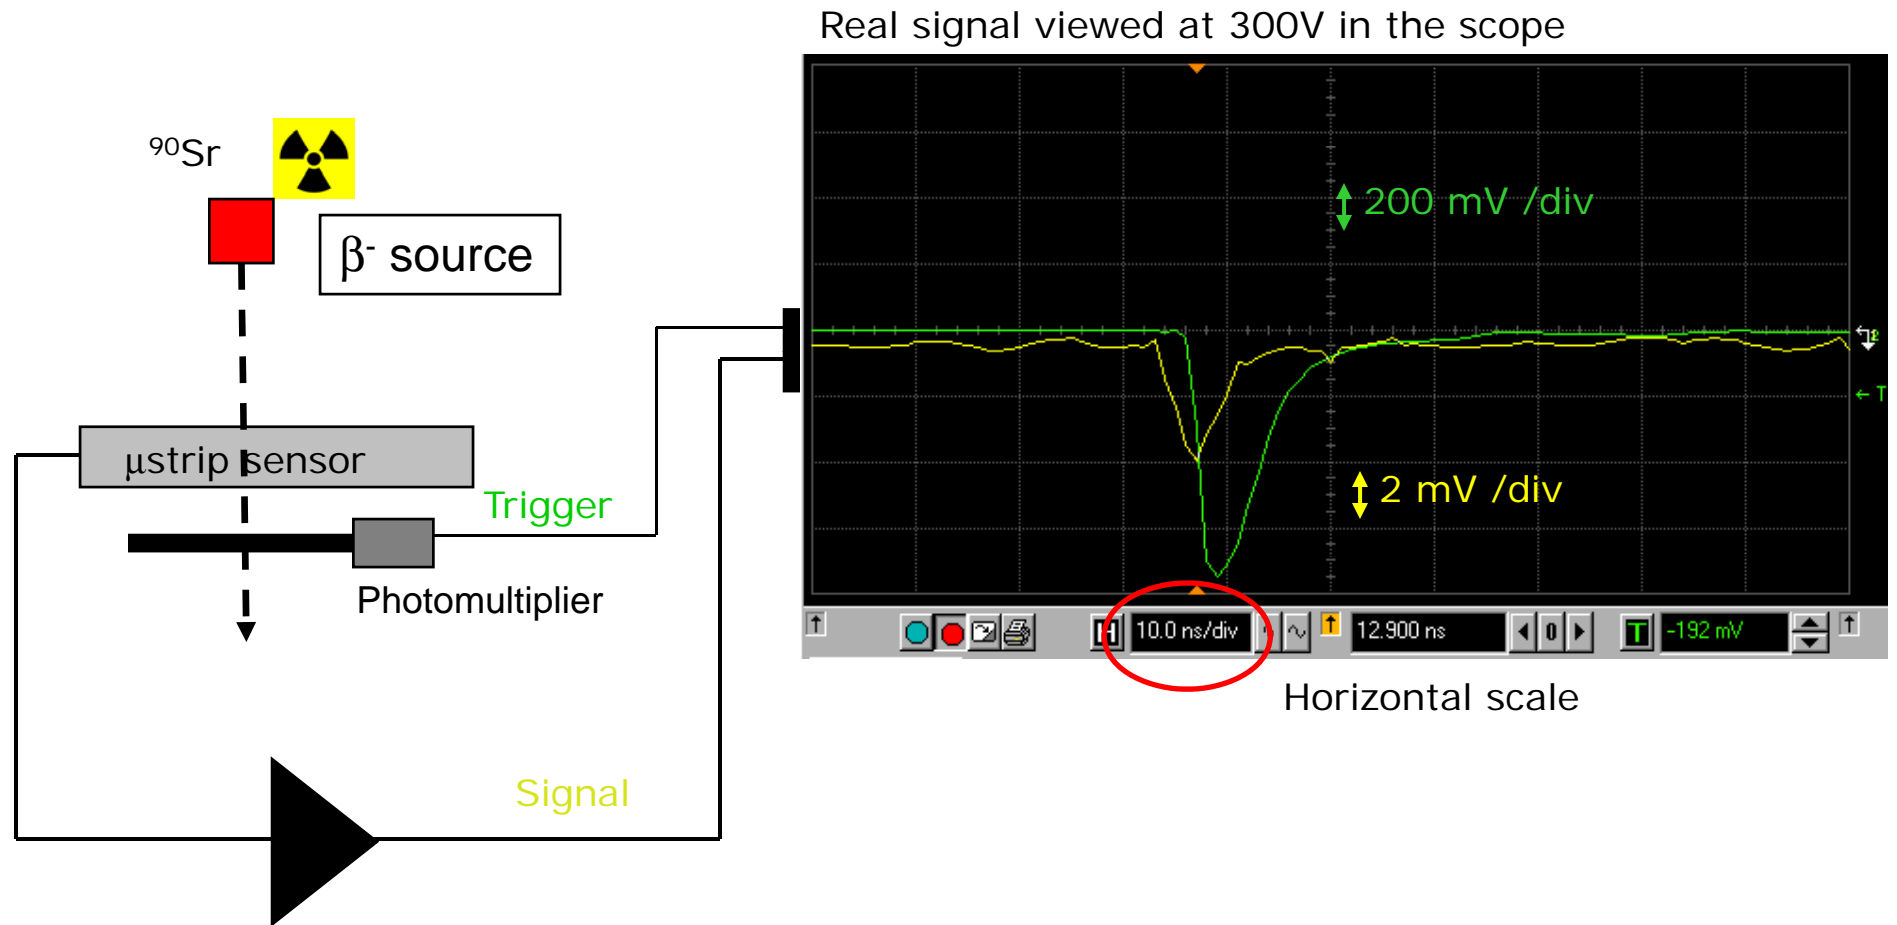 Real signal viewed at 300V in the scope
⁹⁰Sr
β⁻ source
200 mV /div
μstrip sensor
Trigger
2 mV /div
Photomultiplier
← T
H 10.0 ns/div 12.900 ns 0 T -192 mV
Horizontal scale
Signal